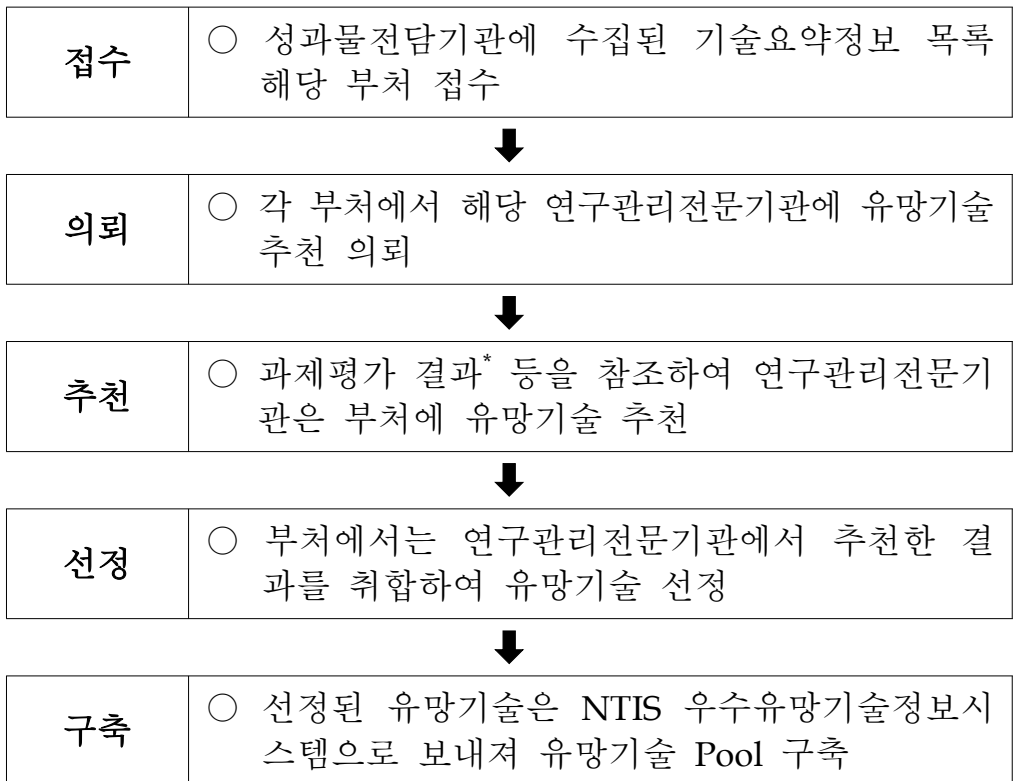 접수
○ 성과물전담기관에 수집된 기술요약정보 목록
해당 부처 접수
의뢰
○ 각 부처에서 해당 연구관리전문기관에 유망기술
추천 의뢰
추천
○ 과제평가 결과* 등을 참조하여 연구관리전문기
관은 부처에 유망기술 추천
선정
○ 부처에서는 연구관리전문기관에서 추천한 결
과를 취합하여 유망기술 선정
구축
○ 선정된 유망기술은 NTIS 우수유망기술정보시
스템으로 보내져 유망기술 Pool 구축